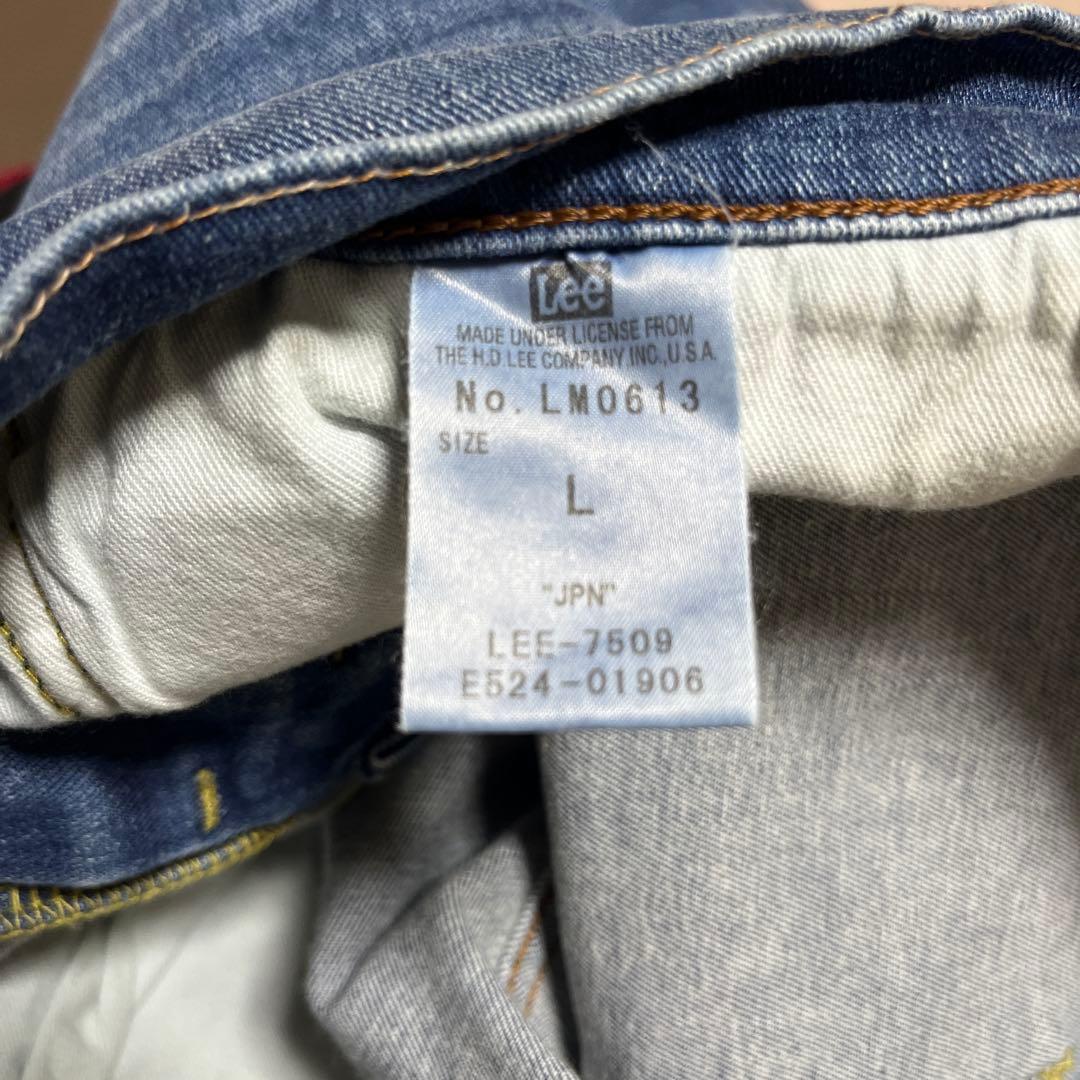 Lee
MADE UNDER LICENSE FROM
THE H.D.LEE COMPANY, INC., U.S.A.
No. LM0613
SIZE
L
"JPN"
LEE-7509
E524-01906